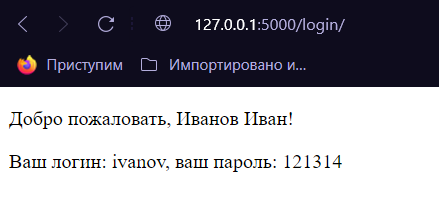 127.0.0.1:5000/login/
Приступим Импортировано и...
Добро пожаловать, Иванов Иван!
Ваш логин: ivanov, ваш пароль: 121314